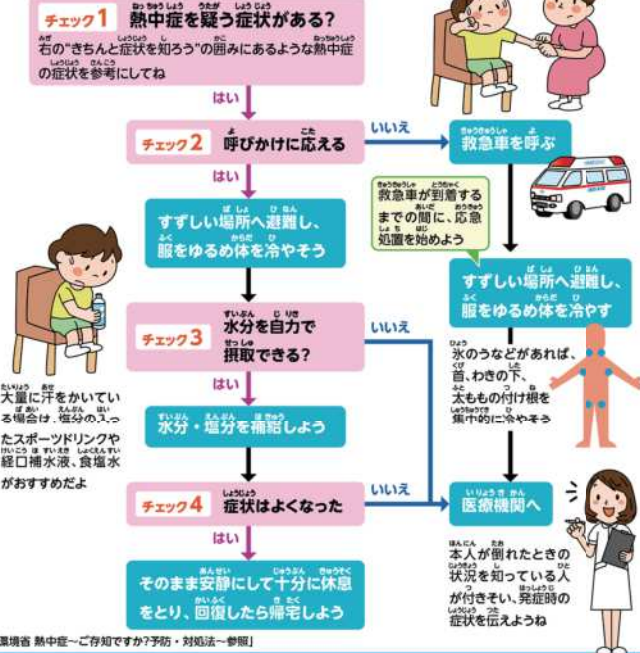 チェック1 熱中症を疑う症状がある?
右の“きちんと症状を知ろう”の囲みにあるような熱中症
の症状を参考にしてね
はい
チェック2 呼びかけに応える
いいえ
救急車を呼ぶ
はい
救急車が到着する
までの間に、応急
処置を始めよう
すずしい場所へ避難し、
服をゆるめ体を冷やそう
すずしい場所へ避難し、
服をゆるめ体を冷やす
氷のうなどがあれば、
首、わきの下、
太ももの付け根を
集中的に冷やそう
チェック3 水分を自力で
摂取できる?
いいえ
はい
大量に汗をかいてい
る場合は、塩分の入っ
たスポーツドリンクや
経口補水液、食塩水
がおすすめだよ
水分・塩分を補給しよう
チェック4 症状はよくなった
いいえ
医療機関へ
はい
本人が倒れたときの
状況を知っている人
が付きそい、発症時の
症状を伝えようね
そのまま安静にして十分に休息
をとり、回復したら帰宅しよう
環境省 熱中症〜ご存知ですか?予防・対処法〜参照」